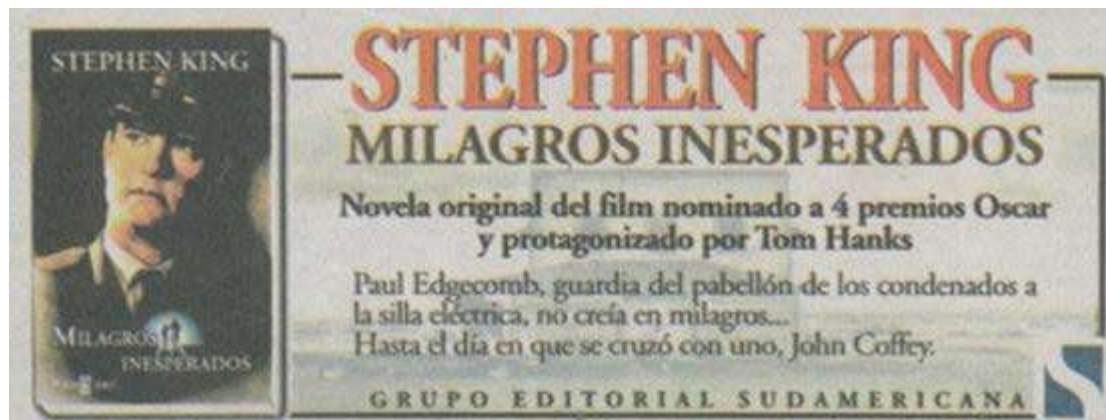 STEPHEN KING
MILAGROS
INESPERADOS
STEPHEN KING
MILAGROS INESPERADOS
Novela original del film nominado a 4 premios Oscar
y protagonizado por Tom Hanks
Paul Edgecomb, guardia del pabellón de los condenados a
la silla eléctrica, no creía en milagros...
Hasta el día en que se cruzó con uno, John Coffey.
GRUPO EDITORIAL SUDAMERICANA
S